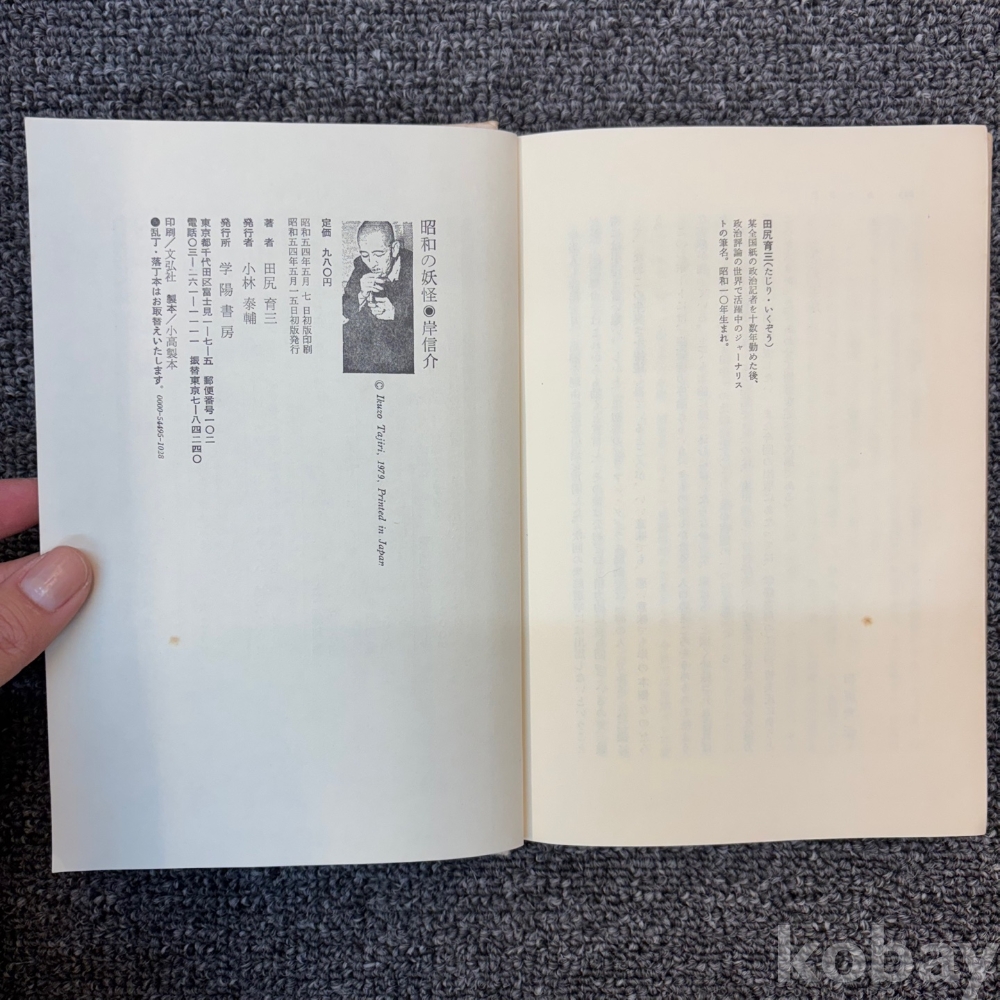 田尻育三(たじり・いくぞう)
某全国紙の政治記者を十数年勤めた後、
政治評論の世界で活躍中のジャーナリス
トの筆名。昭和一〇年生まれ。
昭和の妖怪●岸信介
© Ikuzo Tajiri, 1979, Printed in Japan
定価 九八〇円
昭和五四年五月 七 日初版印刷
昭和五四年五月一五日初版発行
著者 田尻育三
発行者 小林泰輔
発行所 学陽書房
東京都千代田区富士見一—七—五 郵便番号一〇二
電話〇三—二六一—一一一一 振替東京七—八四二四〇
印刷/文弘社 製本/小高製本
●乱丁・落丁本はお取替えいたします。 0000-54495-1028
kobay